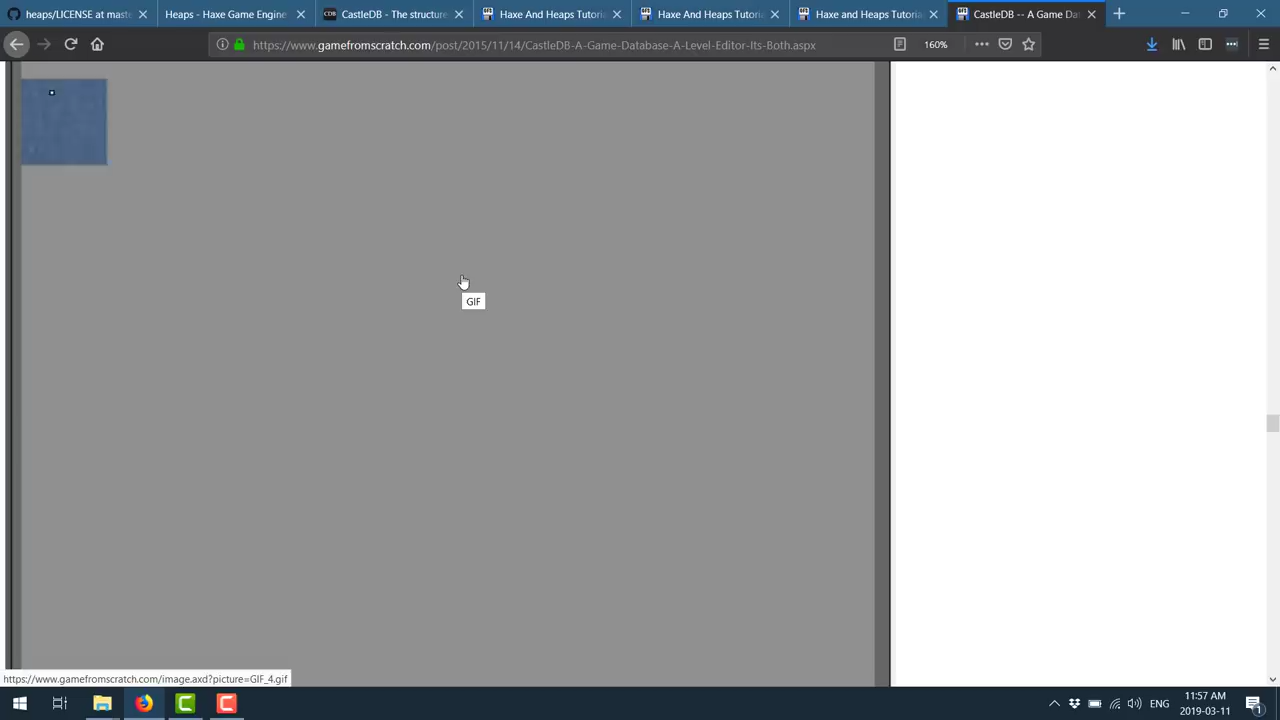 heaps/LICENSE at mast
Heaps - Haxe Game Engine
CDB CastleDB - The structure
Haxe And Heaps Tutori
Haxe And Heaps Tutori
Haxe and Heaps Tutoria
CastleDB -- A Game Da
https://www.gamefromscratch.com/post/2015/11/14/CastleDB-A-Game-Database-A-Level-Editor-Its-Both.aspx
160%
GIF
https://www.gamefromscratch.com/image.axd?picture=GIF_4.gif
ENG
11:57 AM
2019-03-11
1